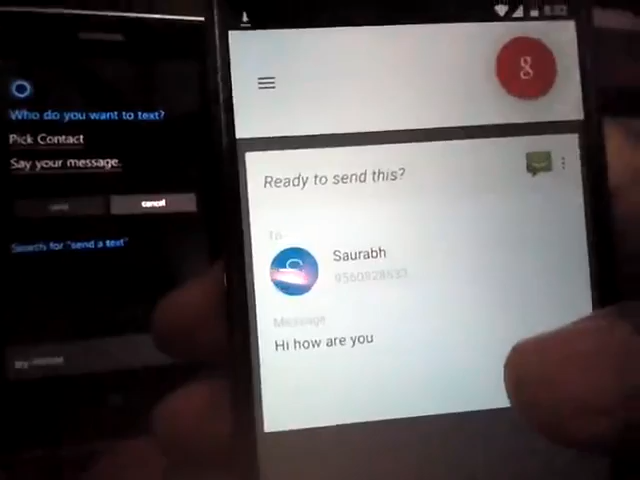 Who do you want to text?
Pick Contact
Say your message.
cancel
Search for "send a text"
g
Ready to send this?
To
Saurabh
Message
Hi how are you